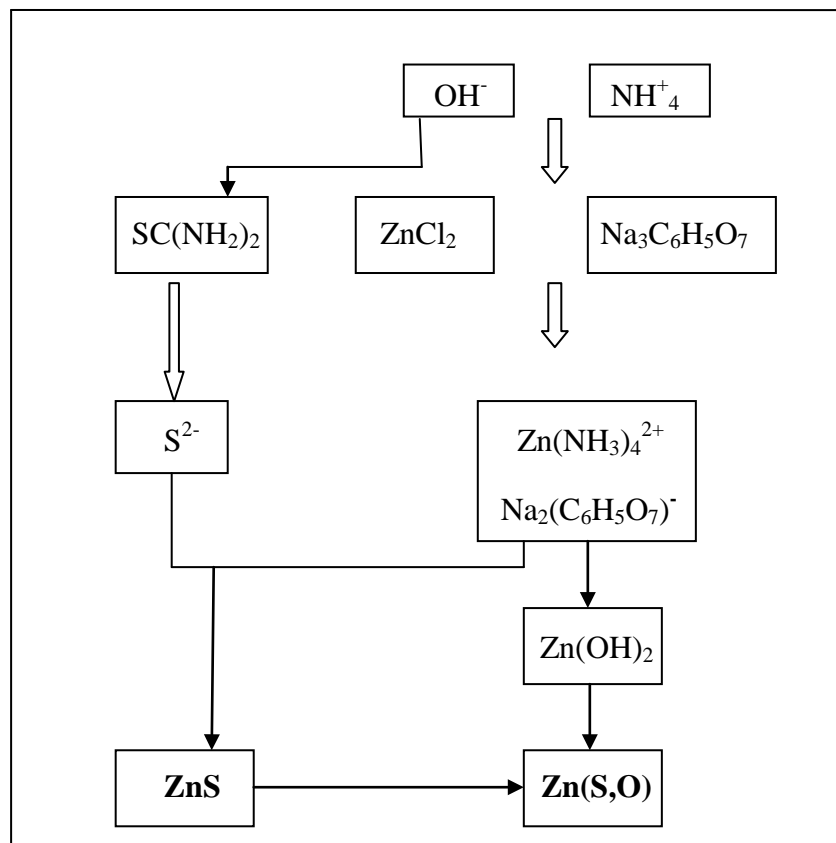 OH⁻ NH⁺₄
SC(NH₂)₂ ZnCl₂ Na₃C₆H₅O₇
S²⁻ Zn(NH₃)₄²⁺
Na₂(C₆H₅O₇)⁻
Zn(OH)₂
ZnS Zn(S,O)